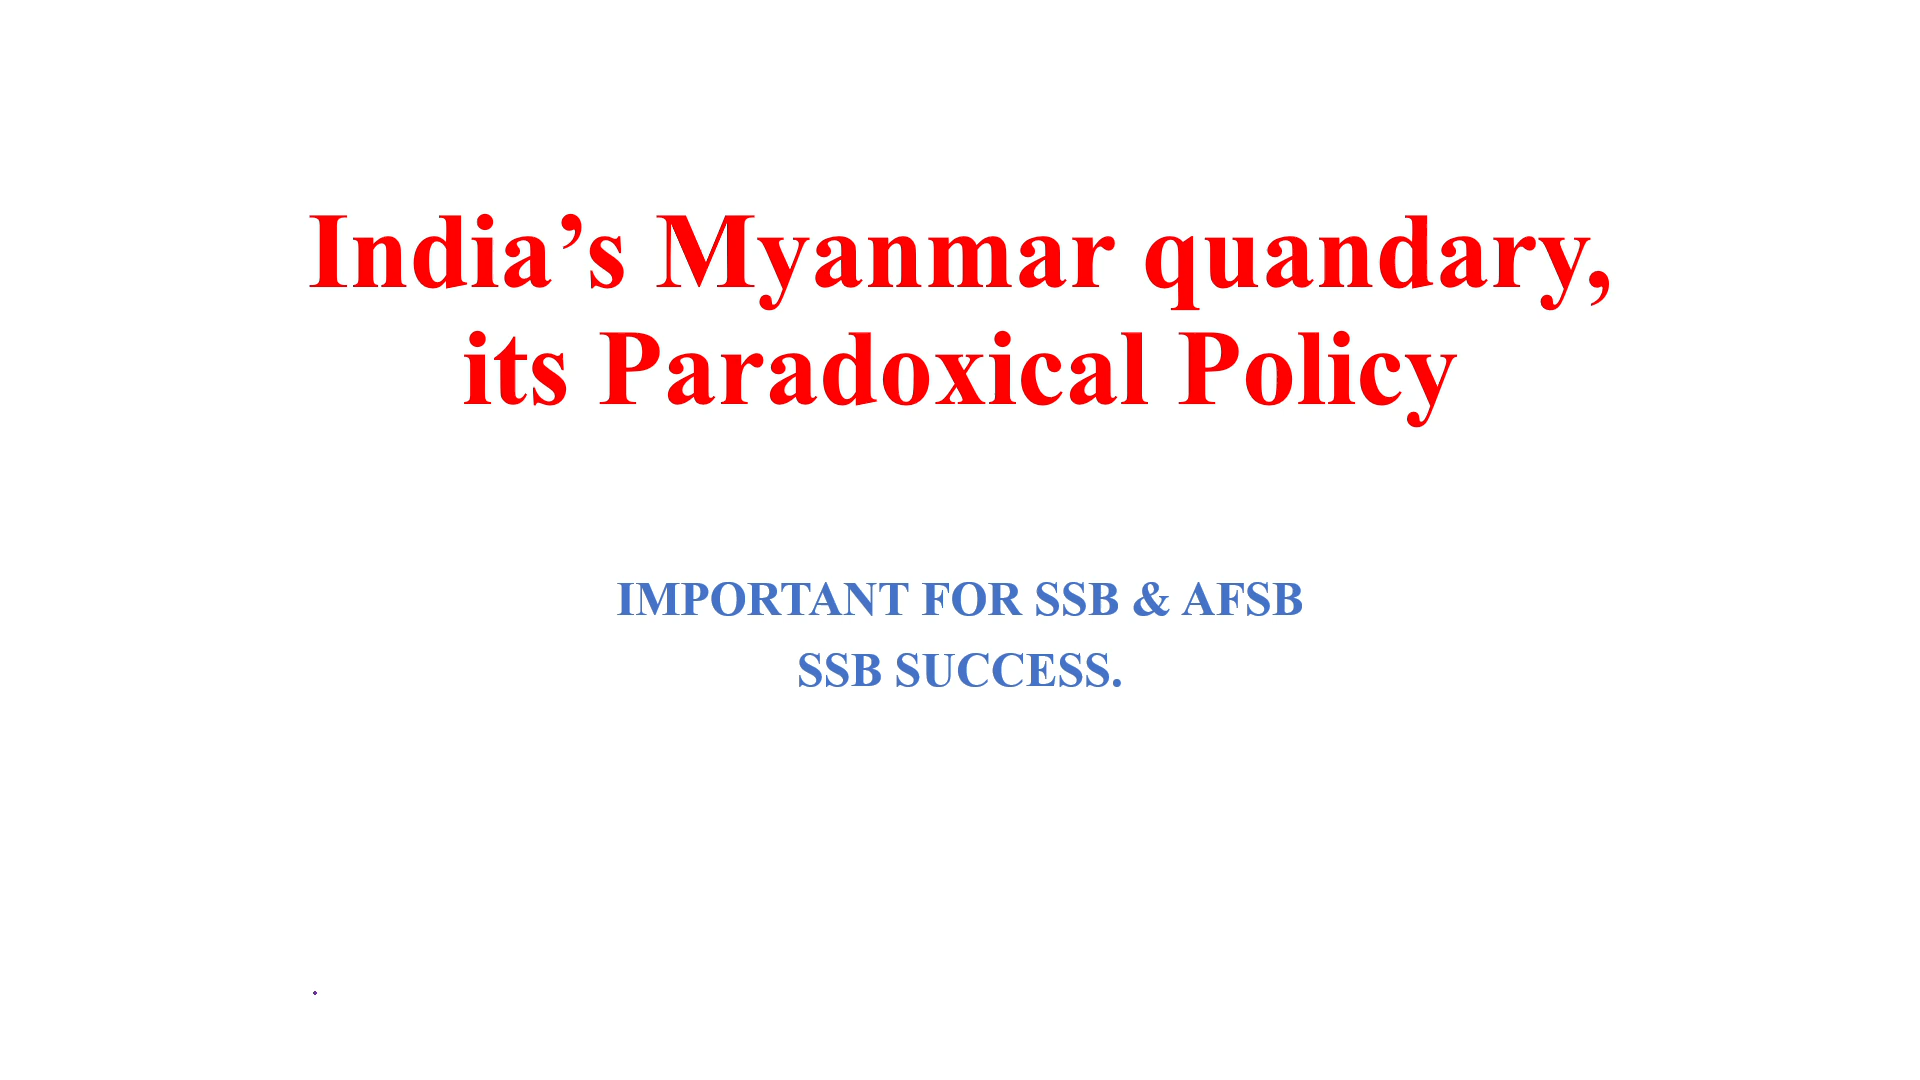 India’s Myanmar quandary,
its Paradoxical Policy
IMPORTANT FOR SSB & AFSB
SSB SUCCESS.